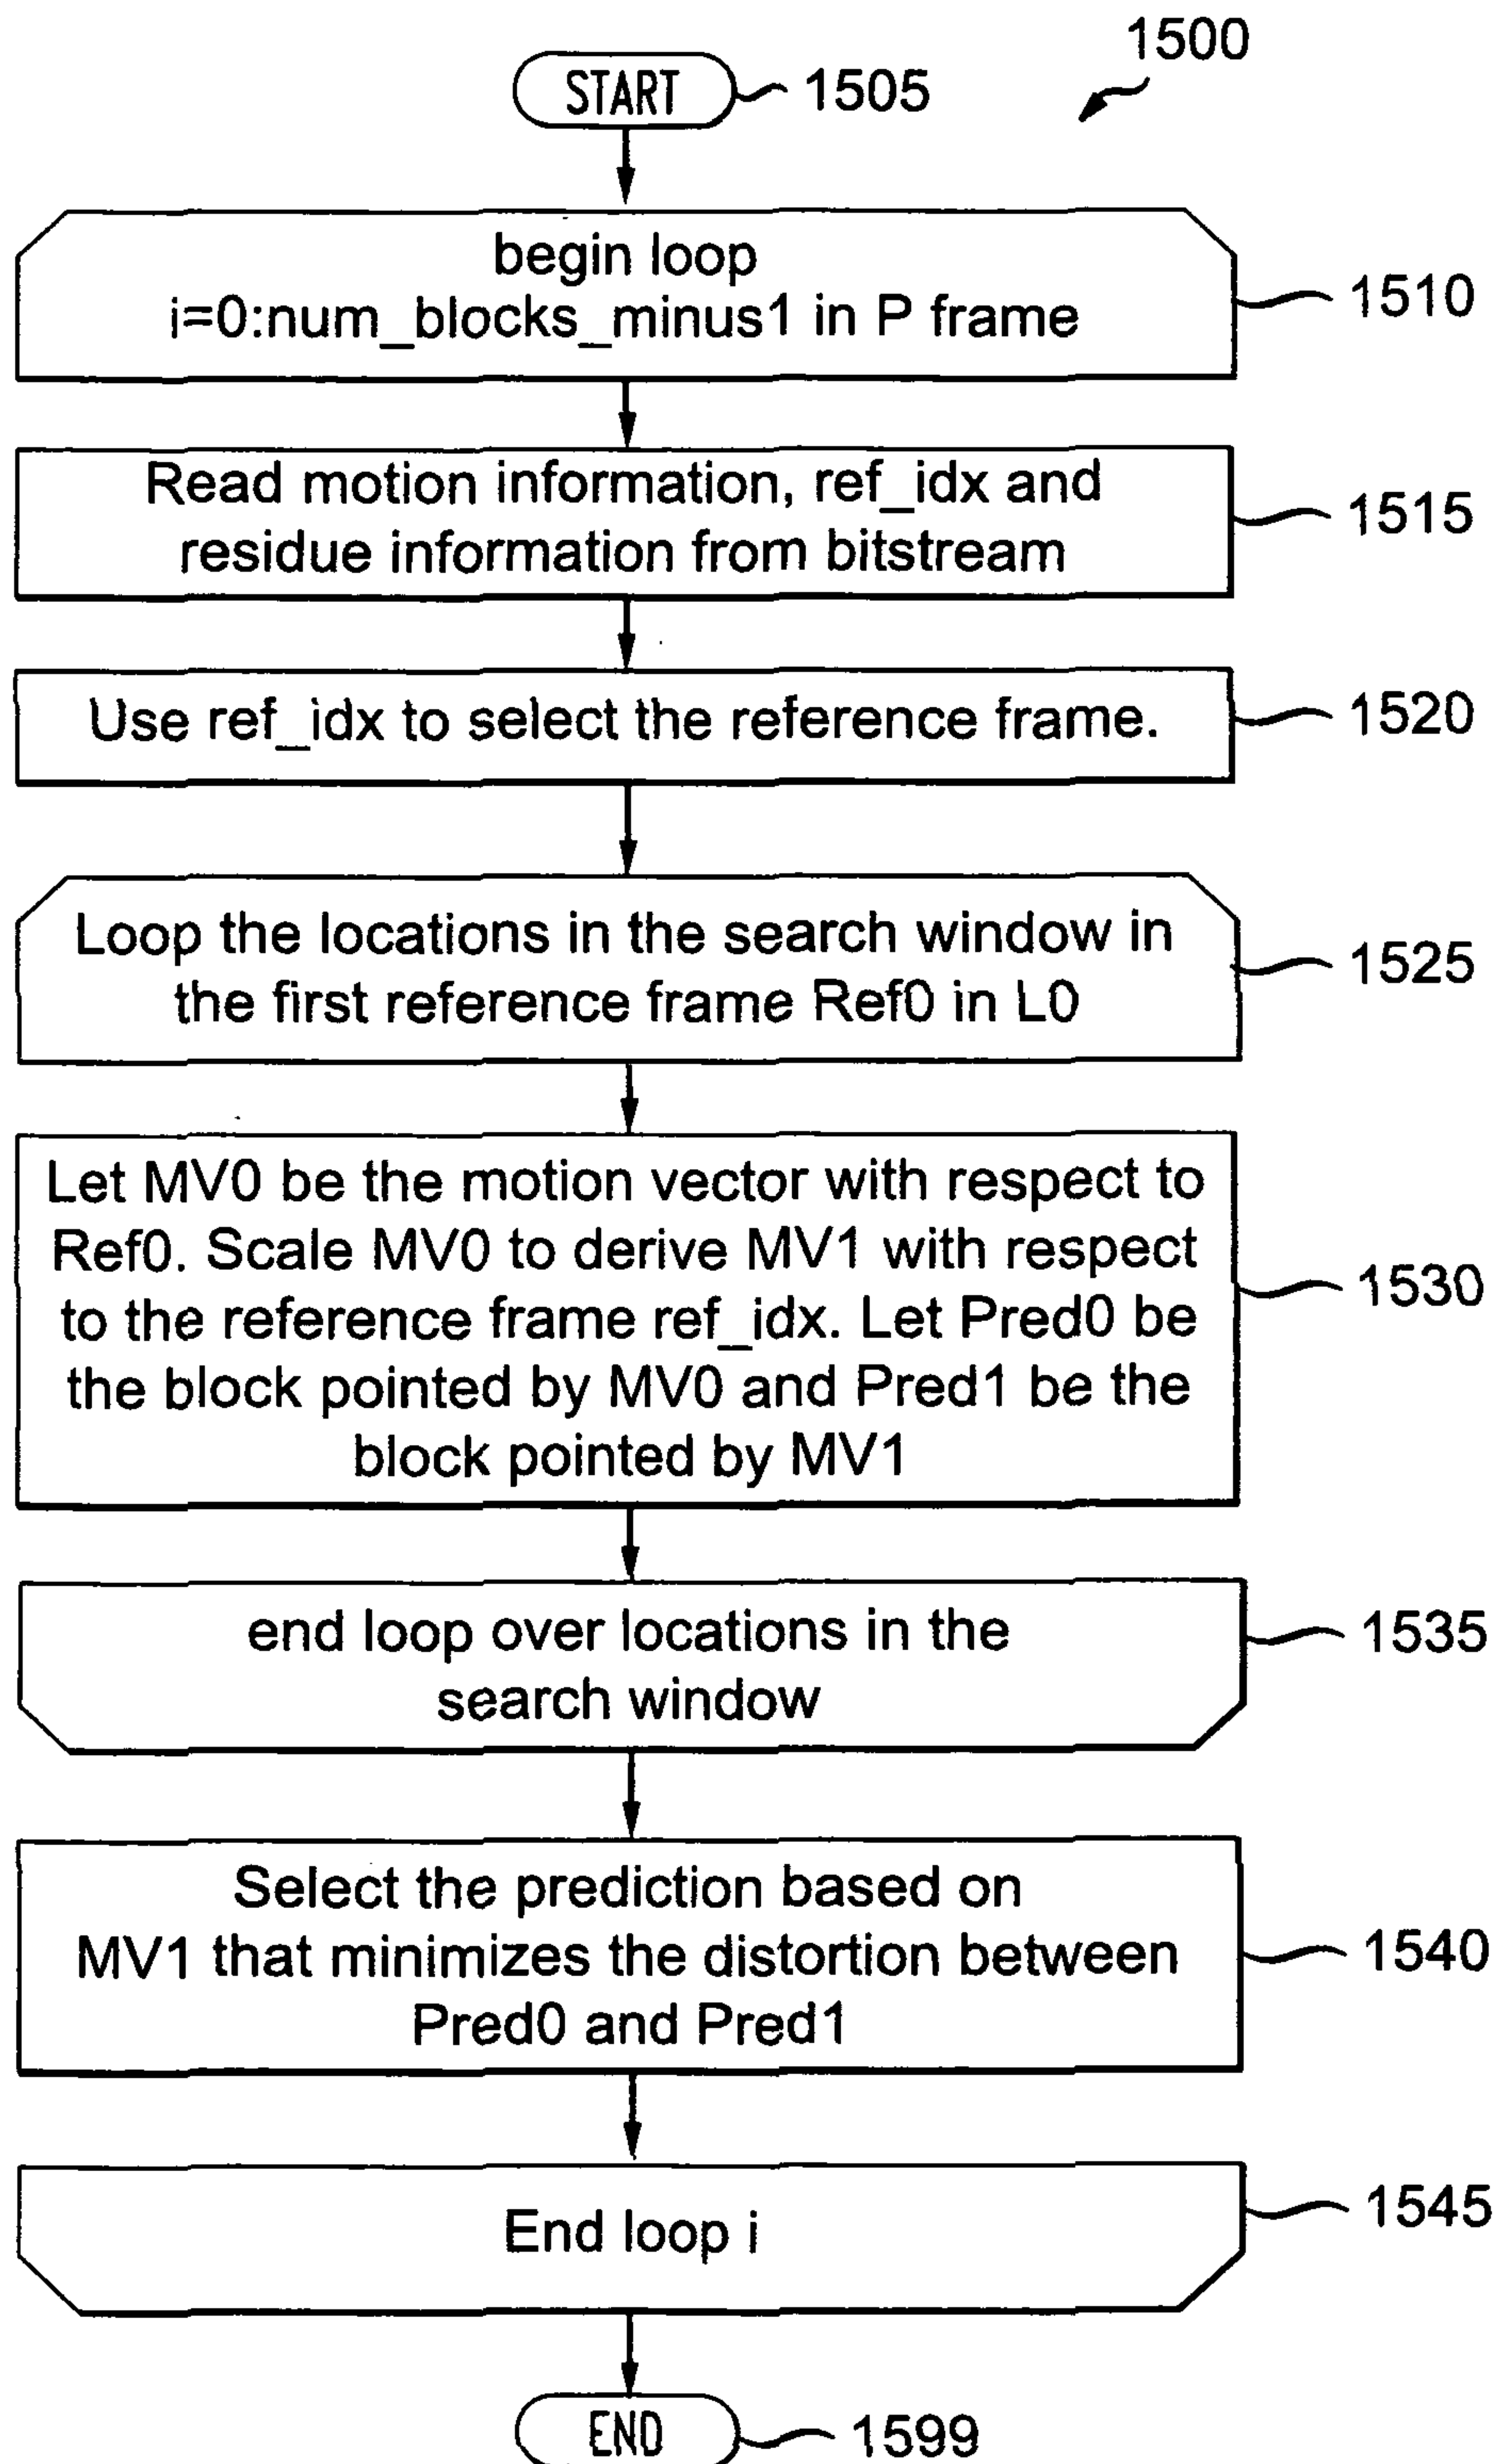 1500
START 1505
begin loop
i=0:num_blocks_minus1 in P frame
1510
Read motion information, ref_idx and
residue information from bitstream
1515
Use ref_idx to select the reference frame.
1520
Loop the locations in the search window in
the first reference frame Ref0 in L0
1525
Let MV0 be the motion vector with respect to
Ref0. Scale MV0 to derive MV1 with respect
to the reference frame ref_idx. Let Pred0 be
the block pointed by MV0 and Pred1 be the
block pointed by MV1
1530
end loop over locations in the
search window
1535
Select the prediction based on
MV1 that minimizes the distortion between
Pred0 and Pred1
1540
End loop i
1545
END 1599